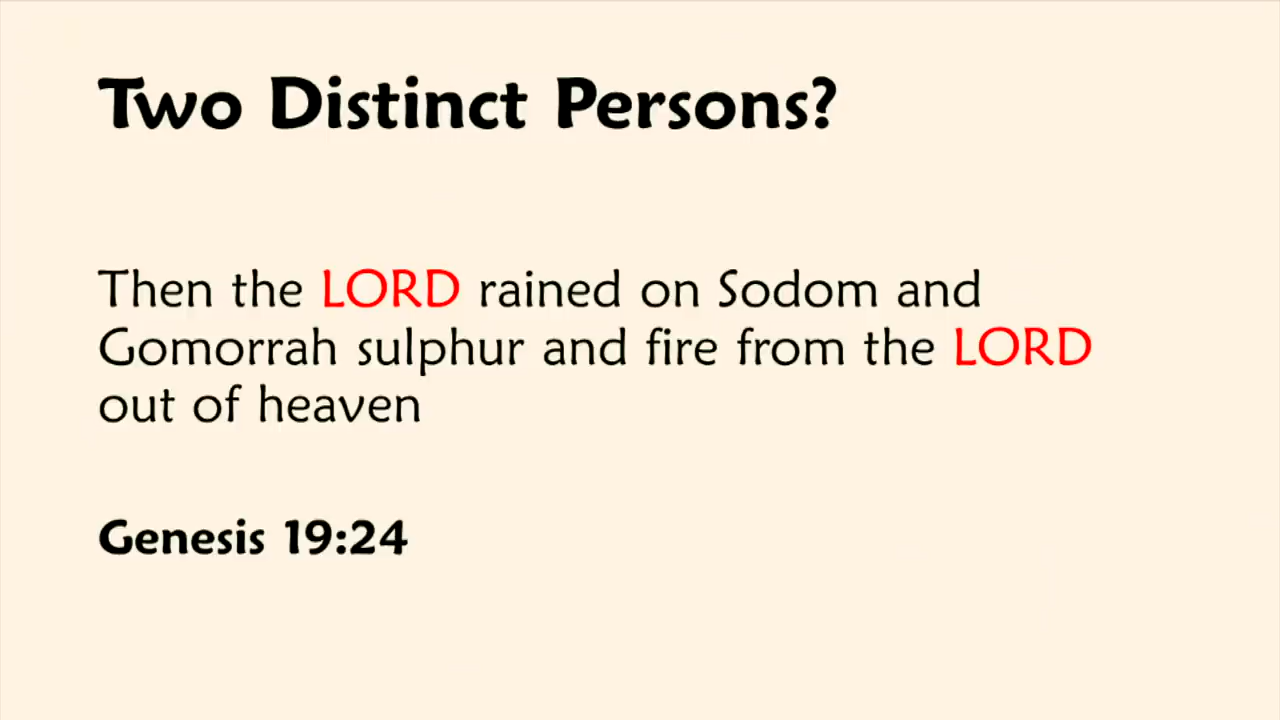 Two Distinct Persons?
Then the LORD rained on Sodom and
Gomorrah sulphur and fire from the LORD
out of heaven
Genesis 19:24